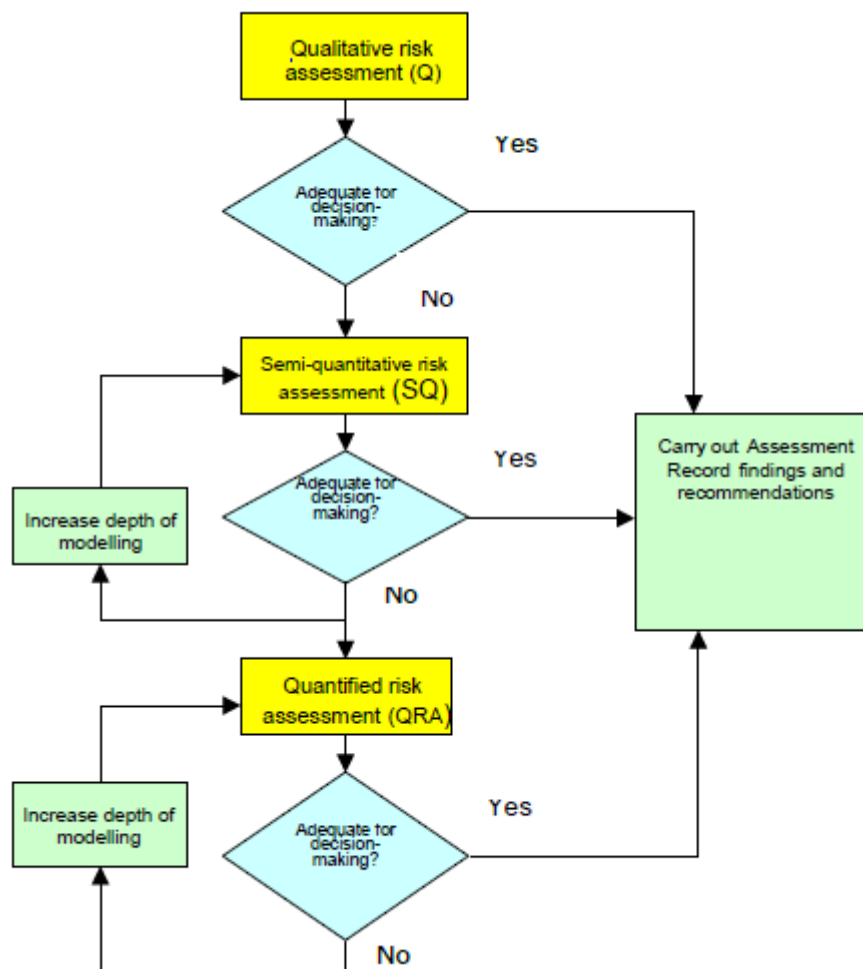 Qualitative risk
assessment (Q)
Yes
Adequate for
decision-
making?
No
Semi-quantitative risk
assessment (SQ)
Yes
Carry out Assessment
Record findings and
recommendations
Adequate for
decision-
making?
Increase depth of
modelling
No
Quantified risk
assessment (QRA)
Increase depth of
modelling
Yes
Adequate for
decision-
making?
No